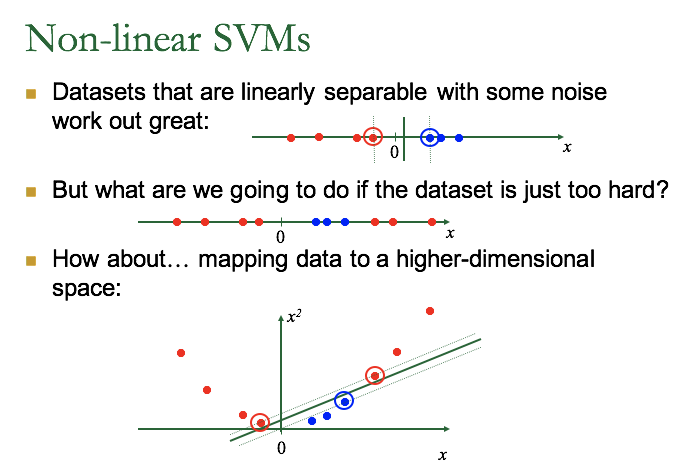 Non-linear SVMs
Datasets that are linearly separable with some noise
work out great:
0
x
But what are we going to do if the dataset is just too hard?
0
x
How about… mapping data to a higher-dimensional
space:
x²
0
x